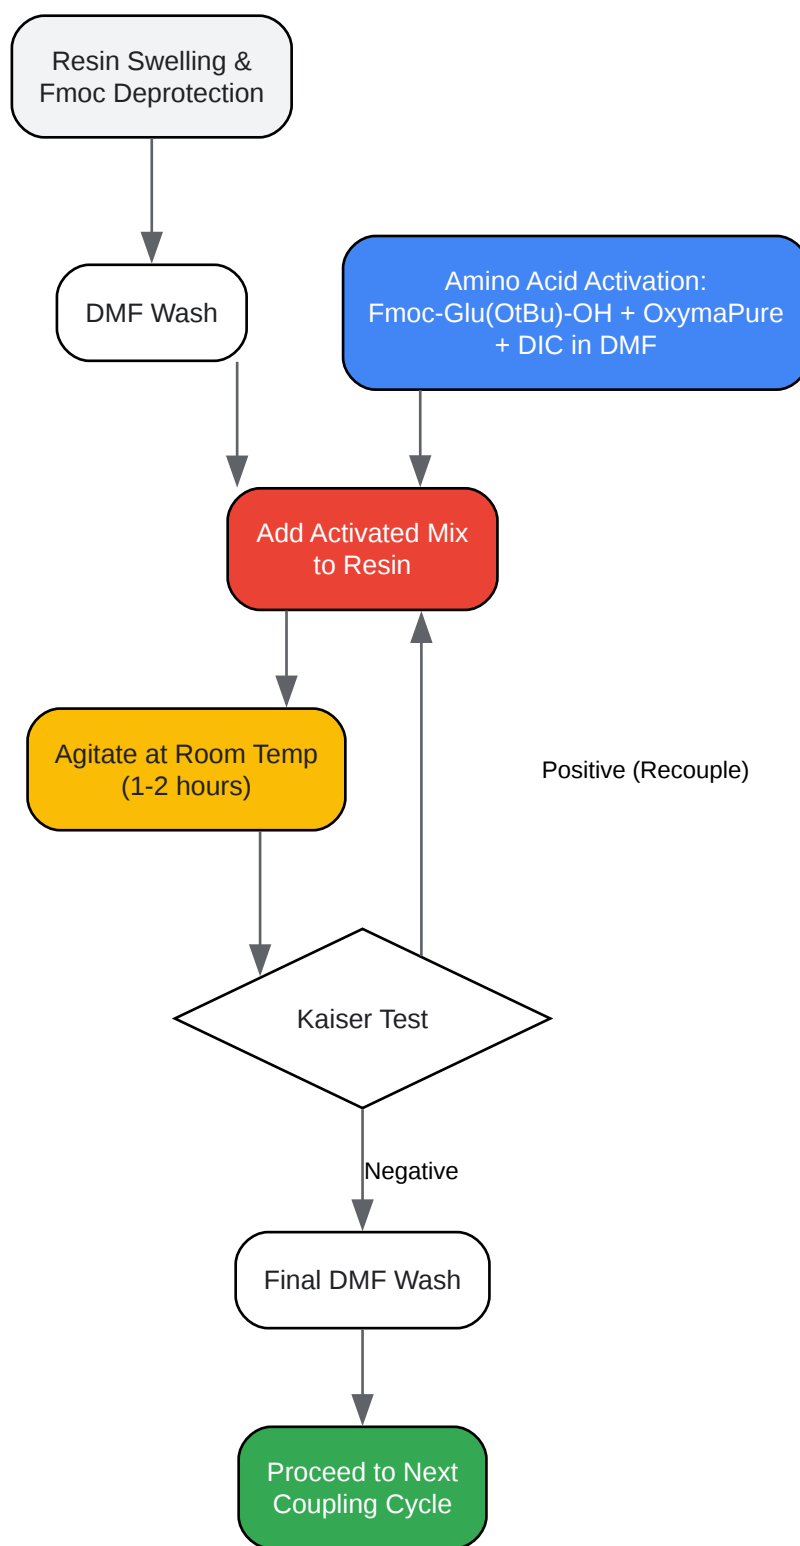 Resin Swelling &
Fmoc Deprotection
DMF Wash
Amino Acid Activation:
Fmoc-Glu(OtBu)-OH + OxymaPure
+ DIC in DMF
Add Activated Mix
to Resin
Agitate at Room Temp
(1-2 hours)
Positive (Recouple)
Kaiser Test
Negative
Final DMF Wash
Proceed to Next
Coupling Cycle